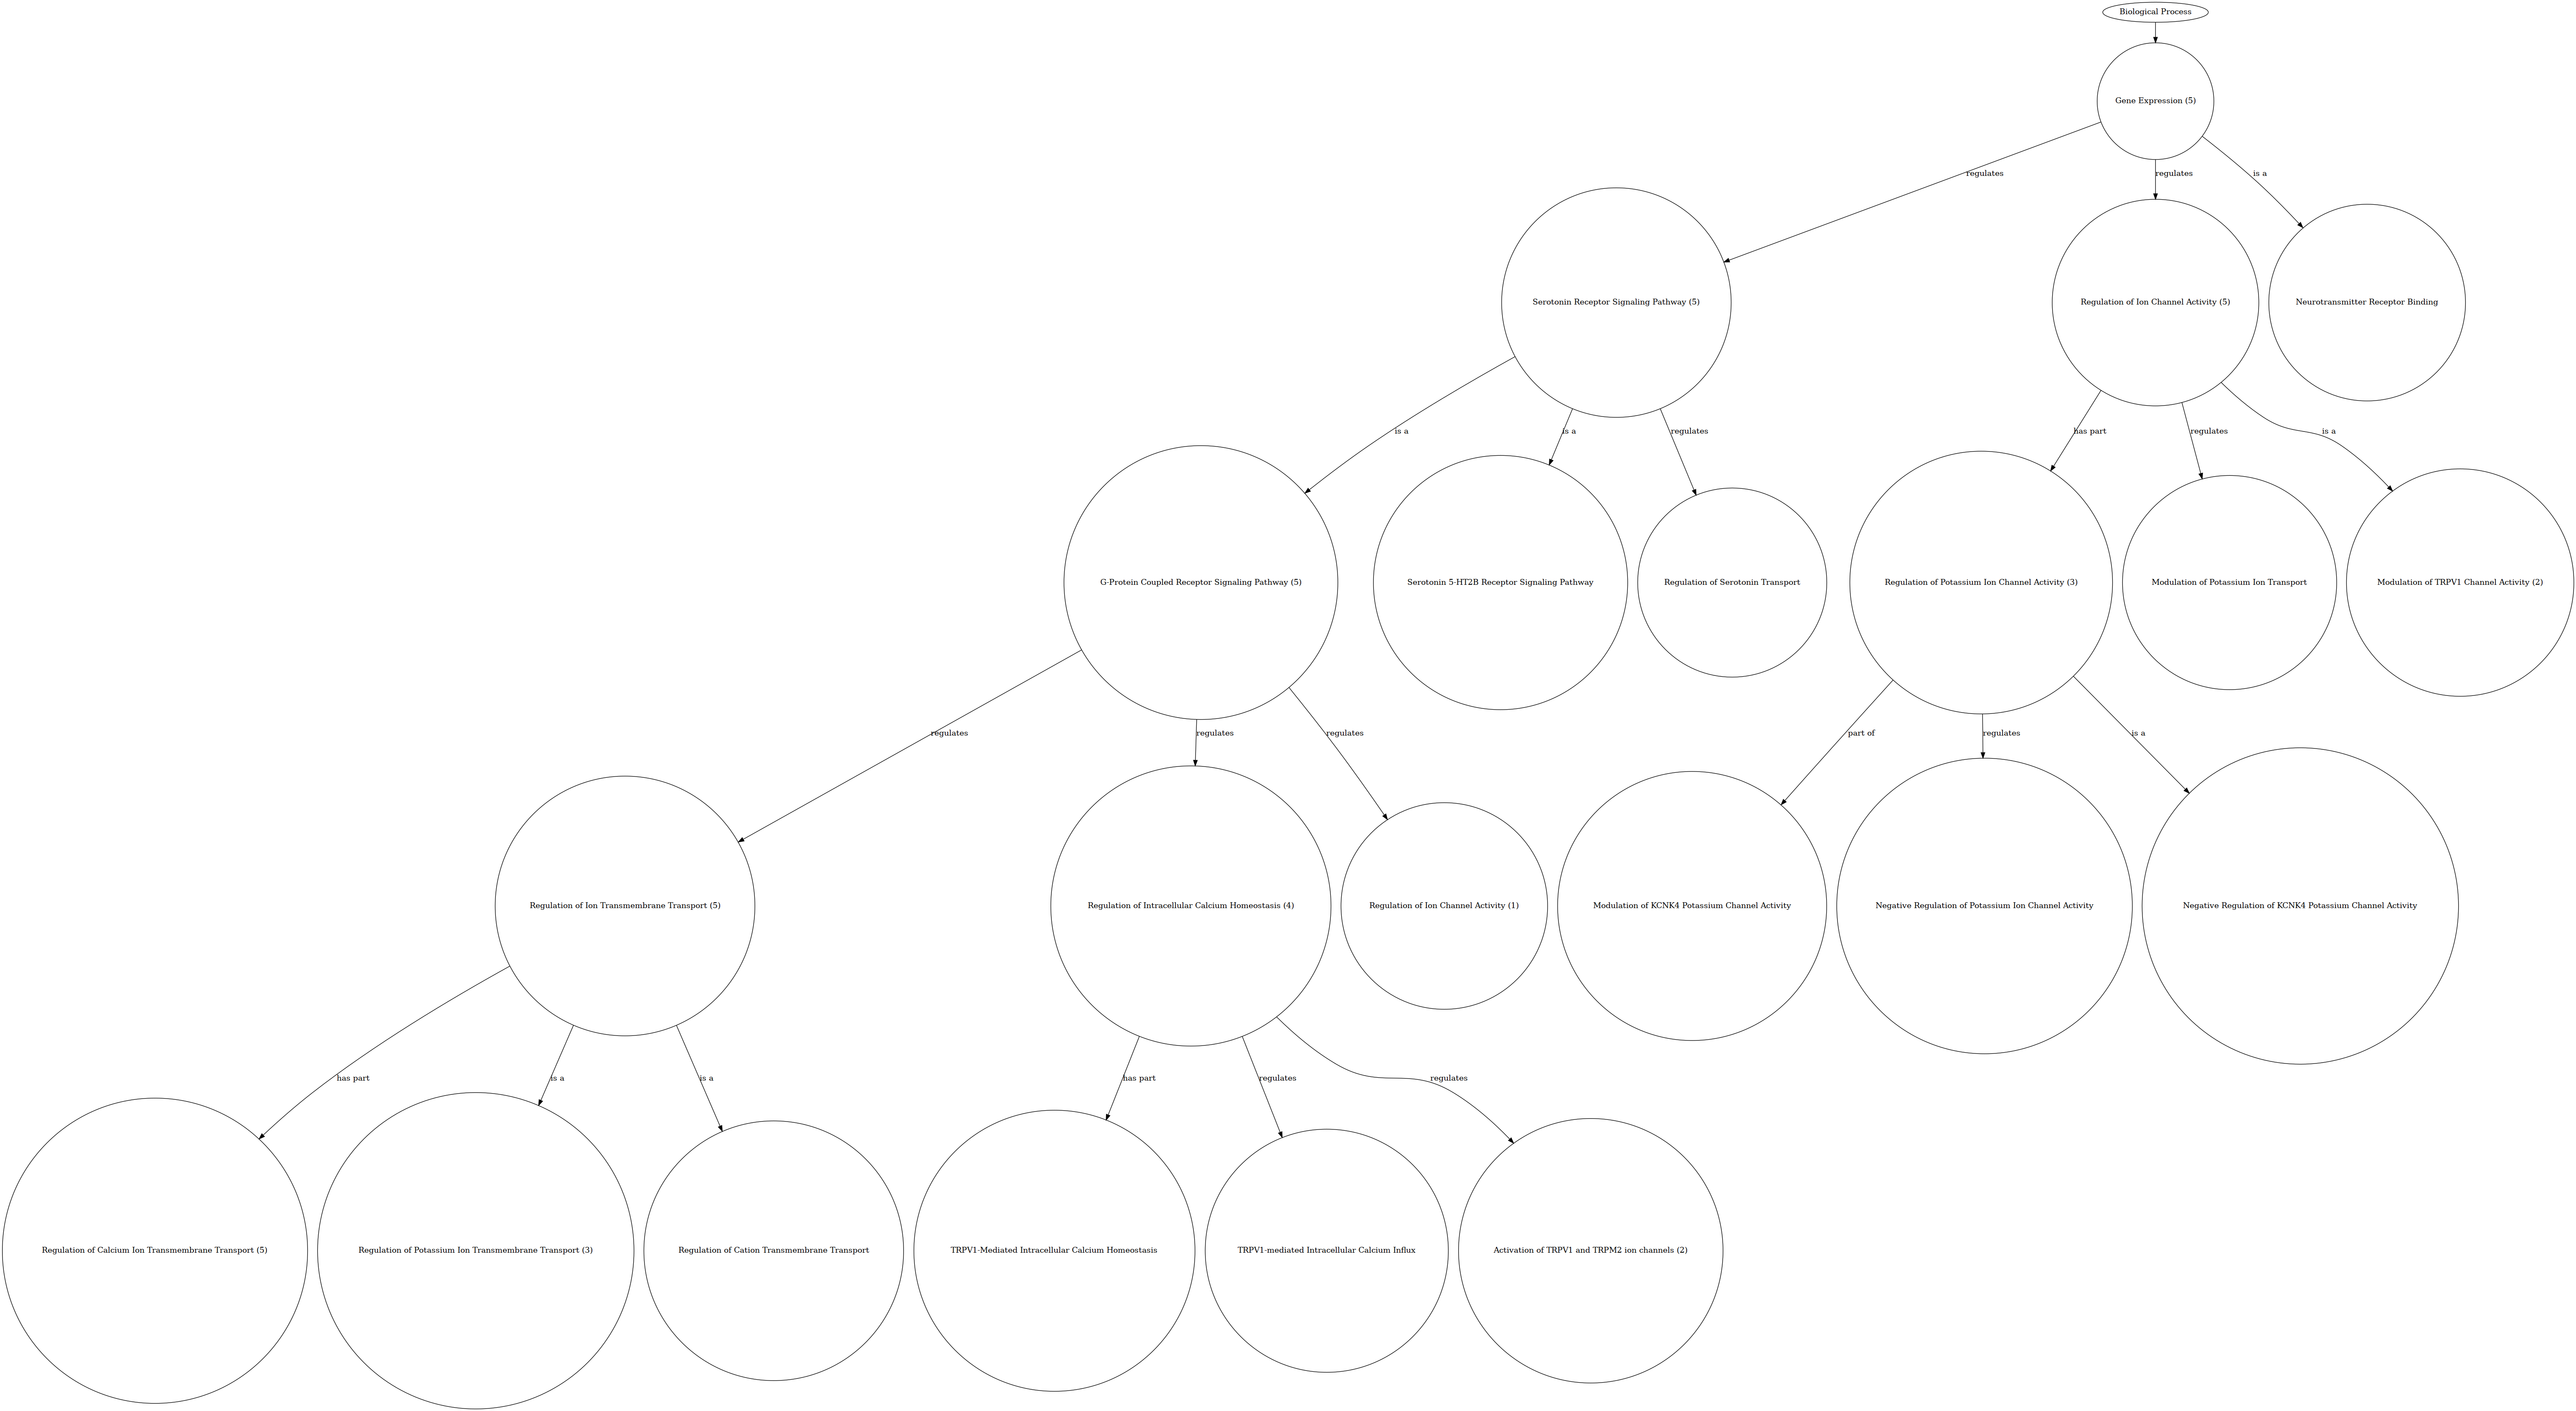 Biological Process
Gene Expression (5)
regulates
regulates
is a
Serotonin Receptor Signaling Pathway (5)
Regulation of Ion Channel Activity (5)
Neurotransmitter Receptor Binding
is a
is a
regulates
has part
regulates
is a
G-Protein Coupled Receptor Signaling Pathway (5)
Serotonin 5-HT2B Receptor Signaling Pathway
Regulation of Serotonin Transport
Regulation of Potassium Ion Channel Activity (3)
Modulation of Potassium Ion Transport
Modulation of TRPV1 Channel Activity (2)
regulates
regulates
regulates
part of
regulates
is a
Regulation of Ion Transmembrane Transport (5)
Regulation of Intracellular Calcium Homeostasis (4)
Regulation of Ion Channel Activity (1)
Modulation of KCNK4 Potassium Channel Activity
Negative Regulation of Potassium Ion Channel Activity
Negative Regulation of KCNK4 Potassium Channel Activity
has part
is a
is a
has part
regulates
regulates
Regulation of Calcium Ion Transmembrane Transport (5)
Regulation of Potassium Ion Transmembrane Transport (3)
Regulation of Cation Transmembrane Transport
TRPV1-Mediated Intracellular Calcium Homeostasis
TRPV1-mediated Intracellular Calcium Influx
Activation of TRPV1 and TRPM2 ion channels (2)